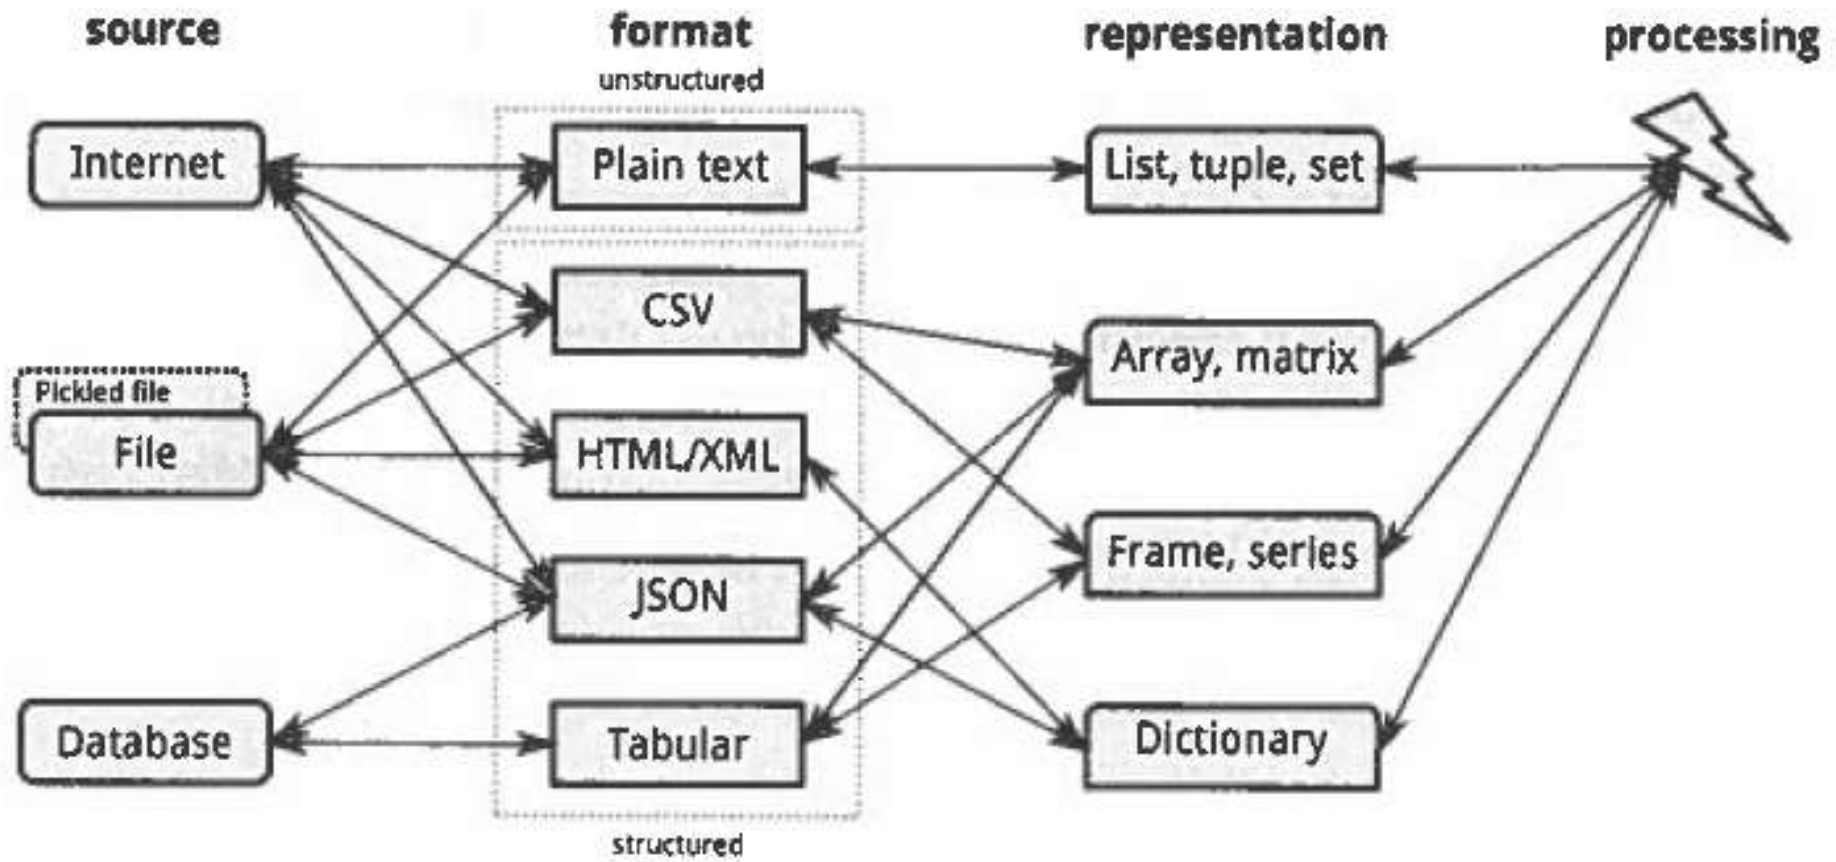 source
format
representation
processing
unstructured
Internet
Plain text
List, tuple, set
CSV
Array, matrix
Pickled file
File
HTML/XML
Frame, series
JSON
Database
Tabular
Dictionary
structured